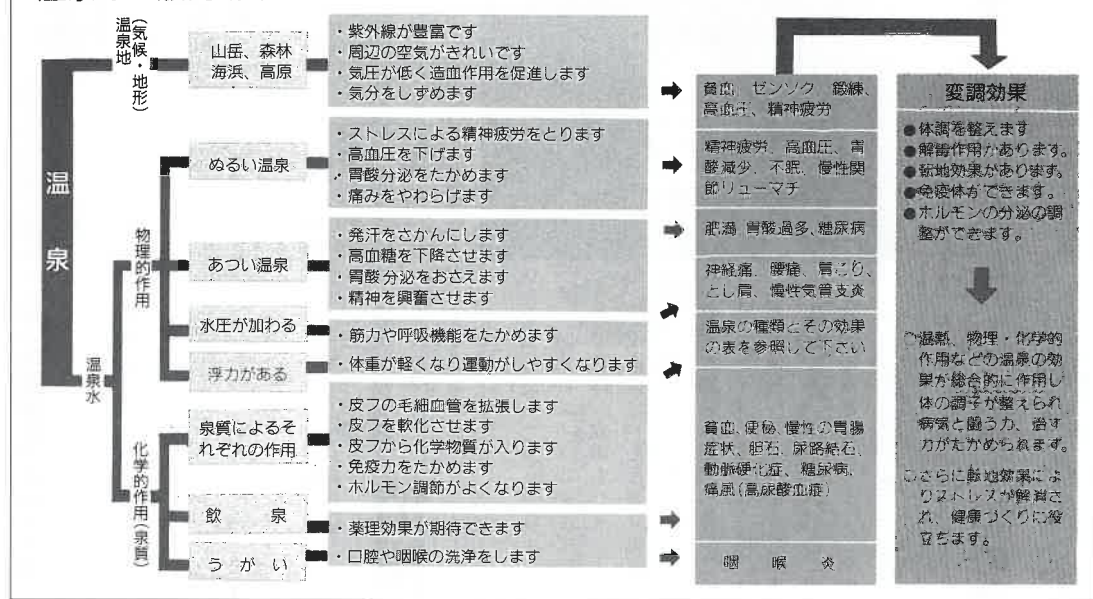 温泉
温泉地
(気候・地形)
山岳、森林
海浜、高原
・紫外線が豊富です
・周辺の空気がきれいです
・気圧が低く造血作用を促進します
・気分をしずめます
貧血、ゼンソク 鍛練、
高血圧、精神疲労
温泉水
物理的作用
ぬるい温泉
・ストレスによる精神疲労をとります
・高血圧を下げます
・胃酸分泌をたかめます
・痛みをやわらげます
精神疲労、高血圧、胃
酸減少、不眠、慢性関
節リューマチ
あつい温泉
・発汗をさかんにします
・高血糖を下降させます
・胃酸分泌をおさえます
・精神を興奮させます
肥満 胃酸過多、糖尿病
水圧が加わる
・筋力や呼吸機能をたかめます
神経痛、腰痛、肩こり、
とし肩、慢性気管支炎
浮力がある
・体重が軽くなり運動がしやすくなります
温泉の種類とその効果
の表を参照して下さい
化学的作用(泉質)
泉質によるそ
れぞれの作用
・皮フの毛細血管を拡張します
・皮フを軟化させます
・皮フから化学物質が入ります
・免疫力をたかめます
・ホルモン調節がよくなります
飲泉
・薬理効果が期待できます
貧血、便秘、慢性の胃腸
症状、胆石、尿路結石、
動脈硬化症、糖尿病、
痛風(高尿酸血症)
うがい
・口腔や咽喉の洗浄をします
咽喉炎
変調効果
●体調を整えます
●解毒作用があります。
●転地効果があります。
●免疫体ができます。
●ホルモンの分泌の調
整ができます。
○温熱、物理・化学的
作用などの温泉の効
果が総合的に作用し
体の調子が整えられ
病気と闘う力、治す
力がたかめられます。
○さらに転地効果によ
りストレスが解消さ
れ、健康づくりに役
立ちます。